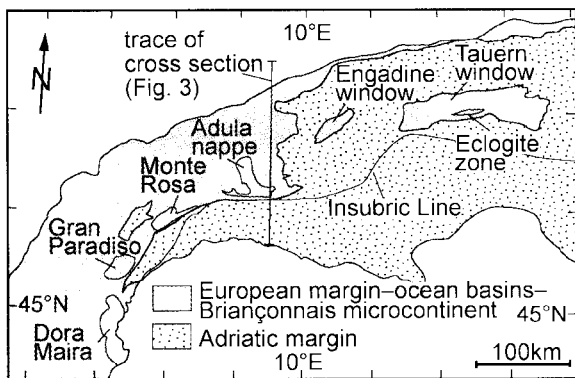 10°E
trace of
cross section
(Fig. 3)
N
Tauern
window
Engadine
window
Adula
nappe
Eclogite
zone
Monte
Rosa
Insubric Line
Gran
Paradiso
European margin–ocean basins–
Briançonnais microcontinent
45°N
45°N
Adriatic margin
Dora
Maira
10°E
100km